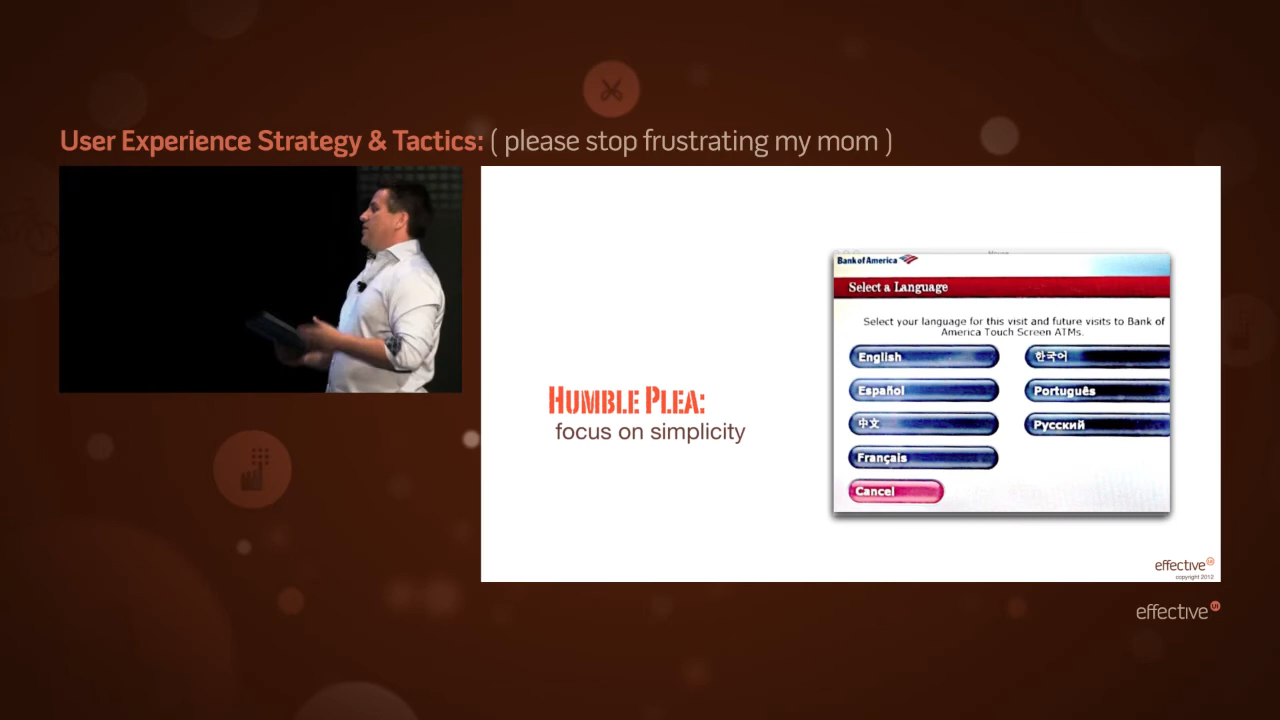 User Experience Strategy & Tactics: ( please stop frustrating my mom )
Bank of America
Select a Language
Select your language for this visit and future visits to Bank of
America Touch Screen ATMs.
English
한국어
Español
Português
中文
Русский
Français
Cancel
HUMBLE PLEA:
focus on simplicity
effective UI
copyright 2012
effective UI